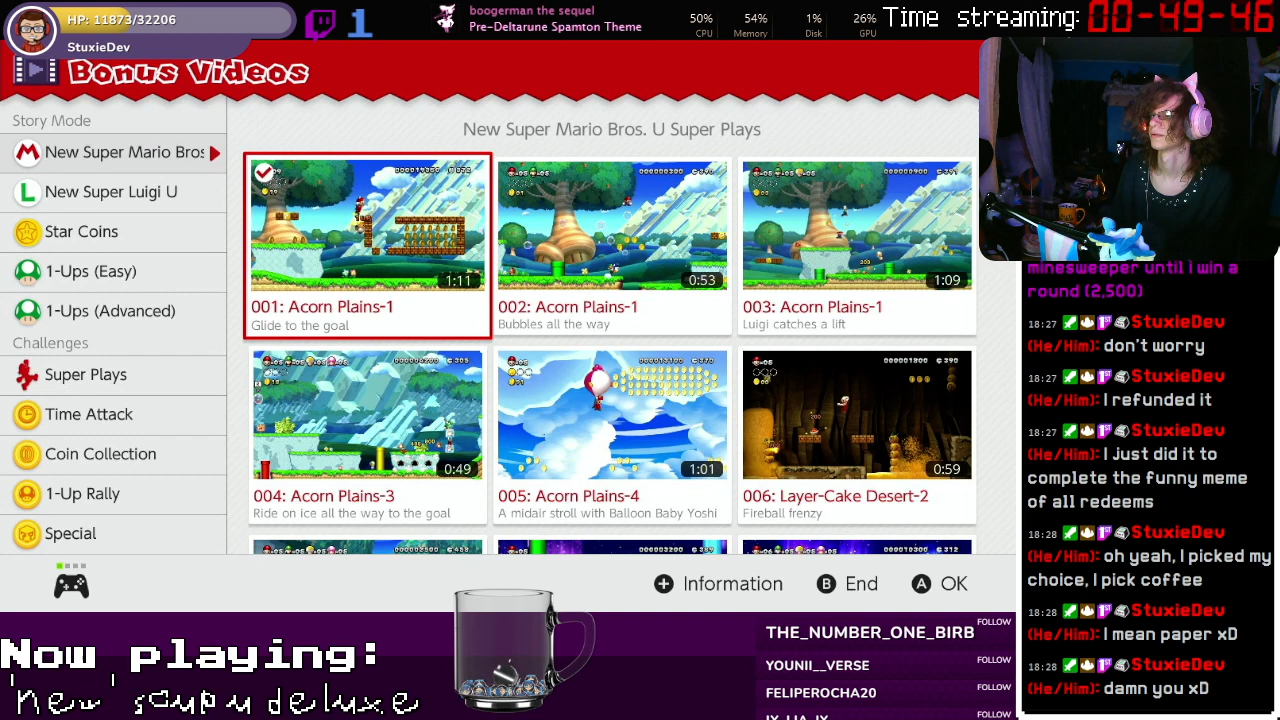 HP: 11873/32206
StuxieDev
1
boogerman the sequel
Pre-Deltarune Spamton Theme
50% 54% 1% 26%
CPU Memory Disk GPU
Time streaming: 00-49-46
Bonus Videos
Story Mode
New Super Mario Bros
New Super Luigi U
Star Coins
1-Ups (Easy)
1-Ups (Advanced)
Challenges
Super Plays
Time Attack
Coin Collection
1-Up Rally
Special
New Super Mario Bros. U Super Plays
1:11
001: Acorn Plains-1
Glide to the goal
0:53
002: Acorn Plains-1
Bubbles all the way
1:09
003: Acorn Plains-1
Luigi catches a lift
0:49
004: Acorn Plains-3
Ride on ice all the way to the goal
1:01
005: Acorn Plains-4
A midair stroll with Balloon Baby Yoshi
0:59
006: Layer-Cake Desert-2
Fireball frenzy
Information
B End
A OK
minesweeper until i win a
round (2,500)
18:27 StuxieDev
(He/Him): don't worry
18:27 StuxieDev
(He/Him): I refunded it
18:27 StuxieDev
(He/Him): I Just did it to
complete the funny meme
of all redeems
18:28 StuxieDev
(He/Him): oh yeah, I picked my
choice, I pick coffee
18:28 StuxieDev
(He/Him): I mean paper xD
18:28 StuxieDev
(He/Him): damn you xD
Now playing:
'new' soup u deluxe
FOLLOW
THE_NUMBER_ONE_BIRB
FOLLOW
YOUNII__VERSE
FOLLOW
FELIPEROCHA20
FOLLOW